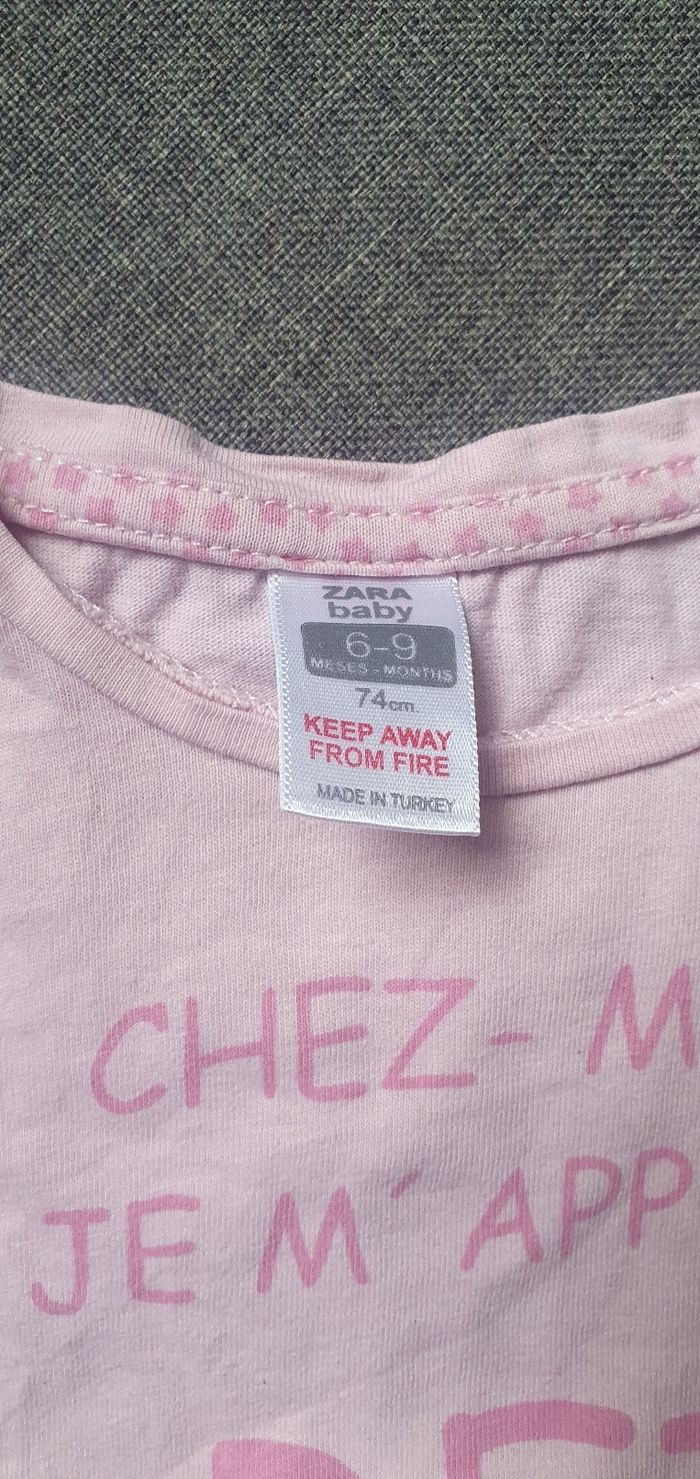 ZARA
baby
6-9
MESES - MONTHS
74cm
KEEP AWAY
FROM FIRE
MADE IN TURKEY
CHEZ- M
JE M´ APP